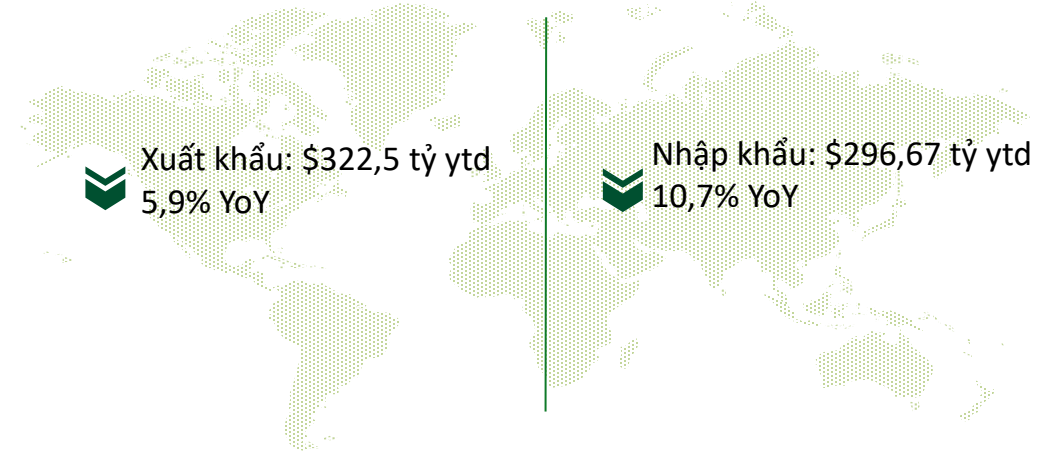 Xuất khẩu: $322,5 tỷ ytd
5,9% YoY
Nhập khẩu: $296,67 tỷ ytd
10,7% YoY